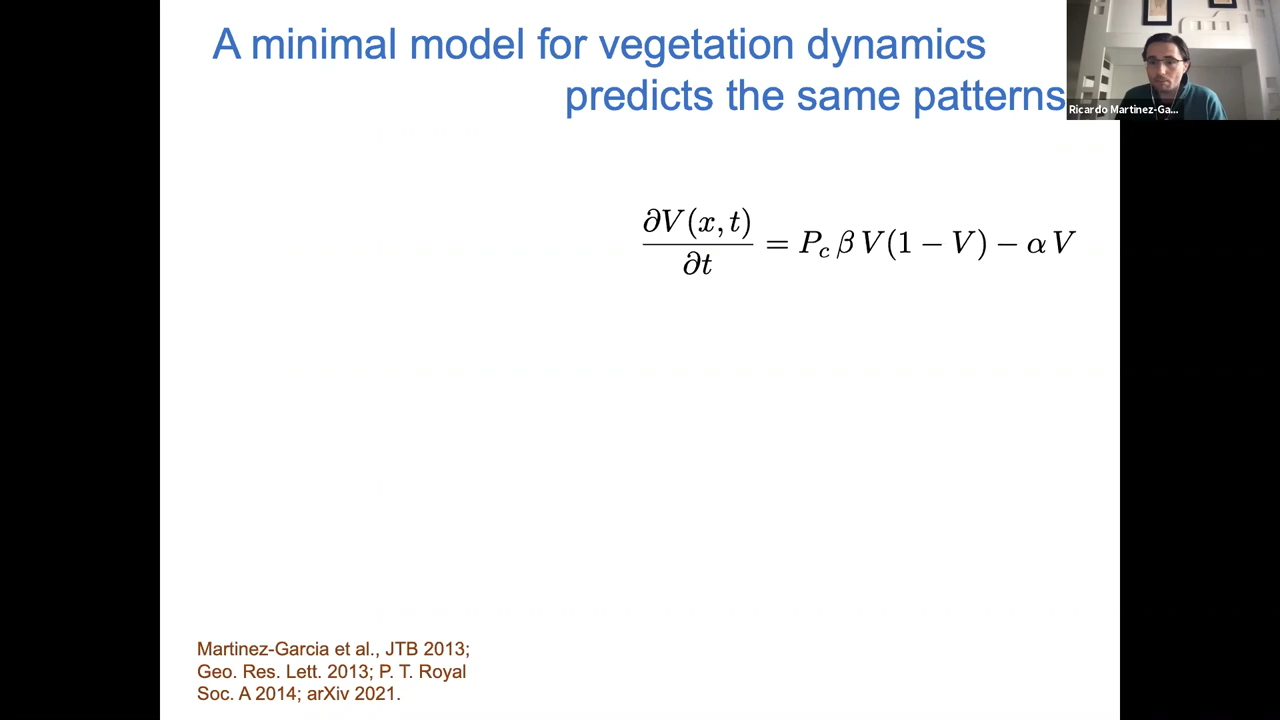 A minimal model for vegetation dynamics
predicts the same patterns
Ricardo Martinez-Ga...
∂V(x, t)
∂t
= P_c β V(1 − V) − α V
Martinez-Garcia et al., JTB 2013;
Geo. Res. Lett. 2013; P. T. Royal
Soc. A 2014; arXiv 2021.